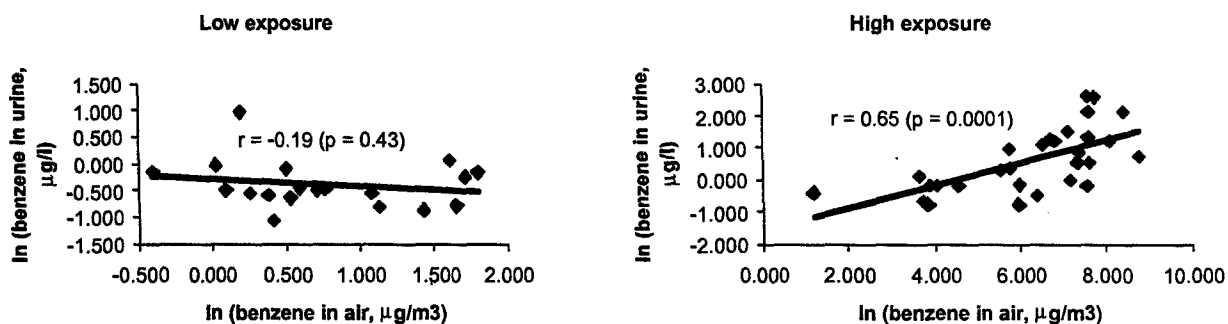 Low exposure
ln (benzene in urine,
µg/l)
1.500
1.000
0.500
0.000
-0.500
-1.000
-1.500
r = -0.19 (p = 0.43)
-0.500 0.000 0.500 1.000 1.500 2.000
ln (benzene in air, µg/m3)
High exposure
ln (benzene in urine,
µg/l)
3.000
2.000
1.000
0.000
-1.000
-2.000
r = 0.65 (p = 0.0001)
0.000 2.000 4.000 6.000 8.000 10.000
ln (benzene in air, µg/m3)